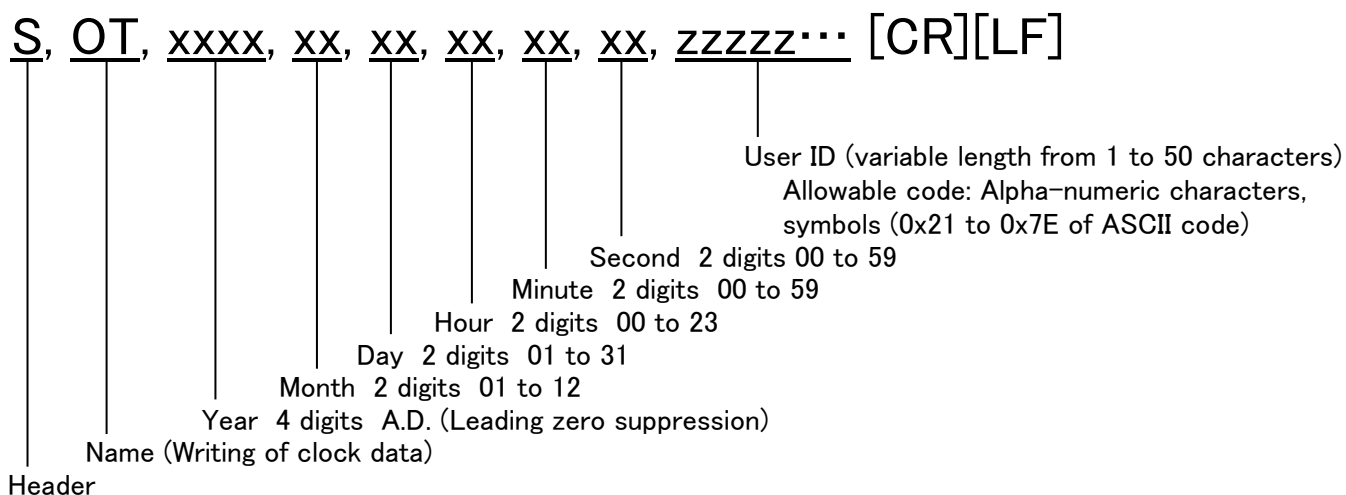 S, OT, xxxx, xx, xx, xx, xx, xx, zzzzz··· [CR][LF]
User ID (variable length from 1 to 50 characters)
Allowable code: Alpha-numeric characters,
symbols (0x21 to 0x7E of ASCII code)
Second 2 digits 00 to 59
Minute 2 digits 00 to 59
Hour 2 digits 00 to 23
Day 2 digits 01 to 31
Month 2 digits 01 to 12
Year 4 digits A.D. (Leading zero suppression)
Name (Writing of clock data)
Header